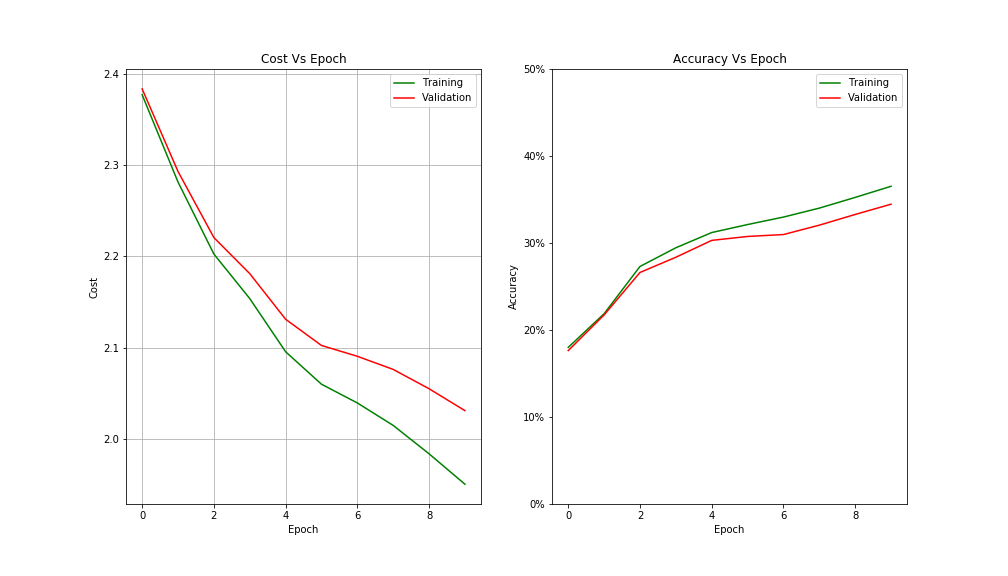 Cost Vs Epoch
Training
Validation
2.4
2.3
2.2
2.1
2.0
Cost
0 2 4 6 8
Epoch
Accuracy Vs Epoch
Training
Validation
50%
40%
30%
20%
10%
0%
Accuracy
0 2 4 6 8
Epoch